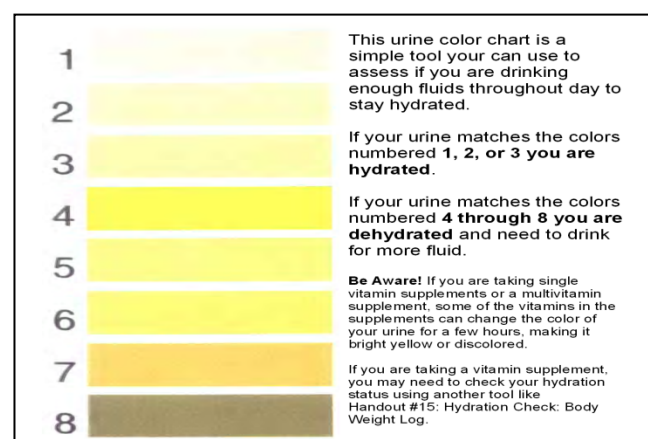 1
2
3
4
5
6
7
8
This urine color chart is a
simple tool your can use to
assess if you are drinking
enough fluids throughout day to
stay hydrated.
If your urine matches the colors
numbered 1, 2, or 3 you are
hydrated.
If your urine matches the colors
numbered 4 through 8 you are
dehydrated and need to drink
for more fluid.
Be Aware! If you are taking single
vitamin supplements or a multivitamin
supplement, some of the vitamins in the
supplements can change the color of
your urine for a few hours, making it
bright yellow or discolored.
If you are taking a vitamin supplement,
you may need to check your hydration
status using another tool like
Handout #15: Hydration Check: Body
Weight Log.